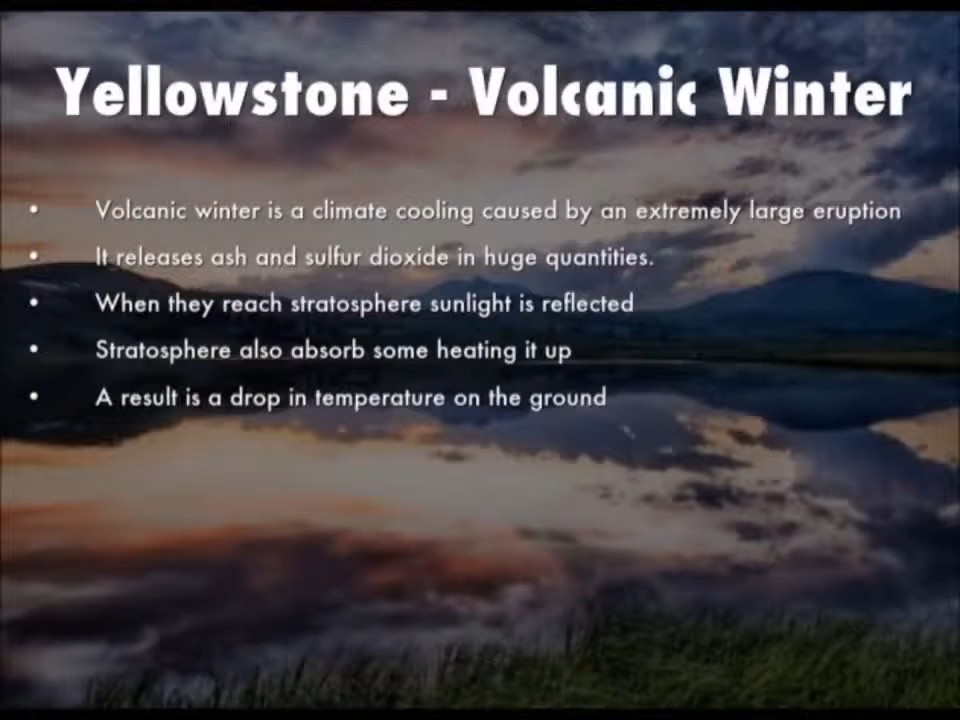 Yellowstone - Volcanic Winter
• Volcanic winter is a climate cooling caused by an extremely large eruption
• It releases ash and sulfur dioxide in huge quantities.
• When they reach stratosphere sunlight is reflected
• Stratosphere also absorb some heating it up
• A result is a drop in temperature on the ground